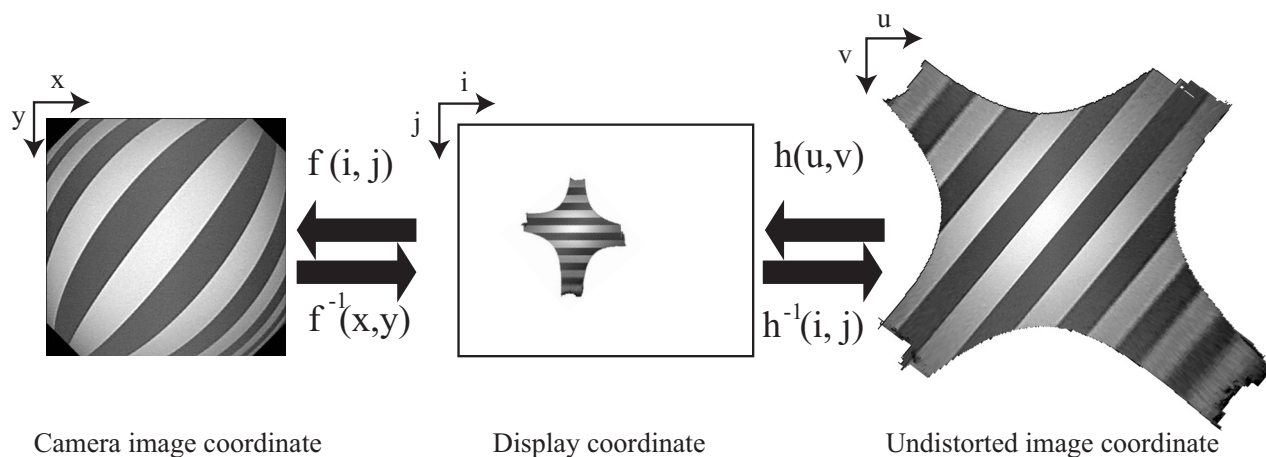 x
y
i
j
u
v
f (i, j)
f⁻¹(x,y)
h(u,v)
h⁻¹(i, j)
Camera image coordinate
Display coordinate
Undistorted image coordinate